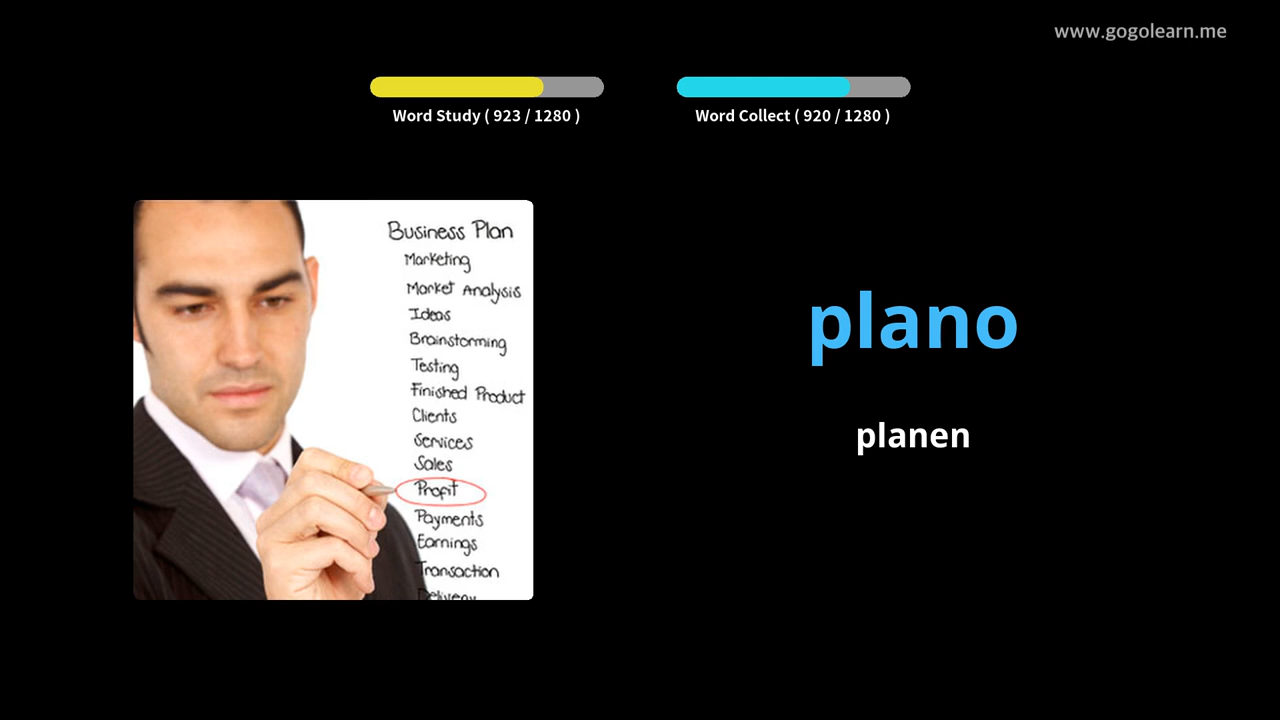 www.gogolearn.me
Word Study ( 923 / 1280 )
Word Collect ( 920 / 1280 )
Business Plan
Marketing
Market Analysis
Ideas
Brainstorming
Testing
Finished Product
Clients
Services
Sales
Profit
Payments
Earnings
Transaction
Delivery
plano
planen